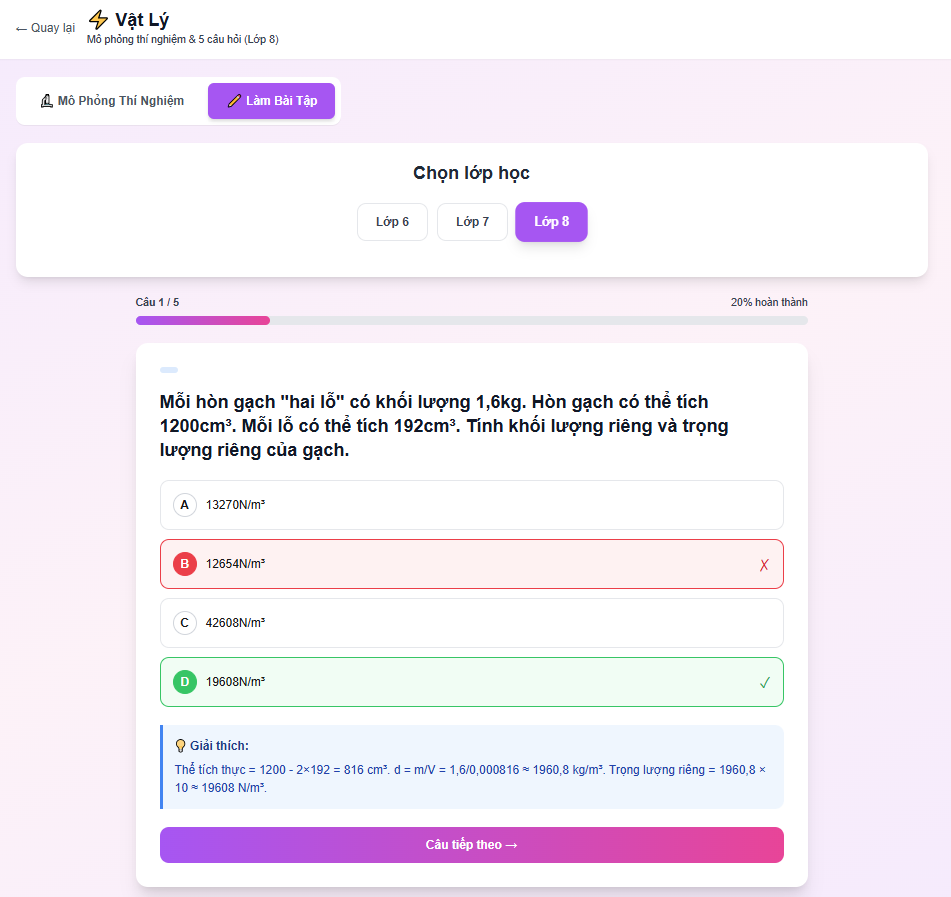 ← Quay lại
⚡ Vật Lý
Mô phỏng thí nghiệm & 5 câu hỏi (Lớp 8)
🔬 Mô Phỏng Thí Nghiệm
✏️ Làm Bài Tập
Chọn lớp học
Lớp 6
Lớp 7
Lớp 8
Câu 1 / 5
20% hoàn thành
Mỗi hòn gạch "hai lỗ" có khối lượng 1,6kg. Hòn gạch có thể tích
1200cm³. Mỗi lỗ có thể tích 192cm³. Tính khối lượng riêng và trọng
lượng riêng của gạch.
A 13270N/m³
B 12654N/m³ ✗
C 42608N/m³
D 19608N/m³ ✓
💡 Giải thích:
Thể tích thực = 1200 - 2×192 = 816 cm³. d = m/V = 1,6/0,000816 ≈ 1960,8 kg/m³. Trọng lượng riêng = 1960,8 ×
10 ≈ 19608 N/m³.
Câu tiếp theo →